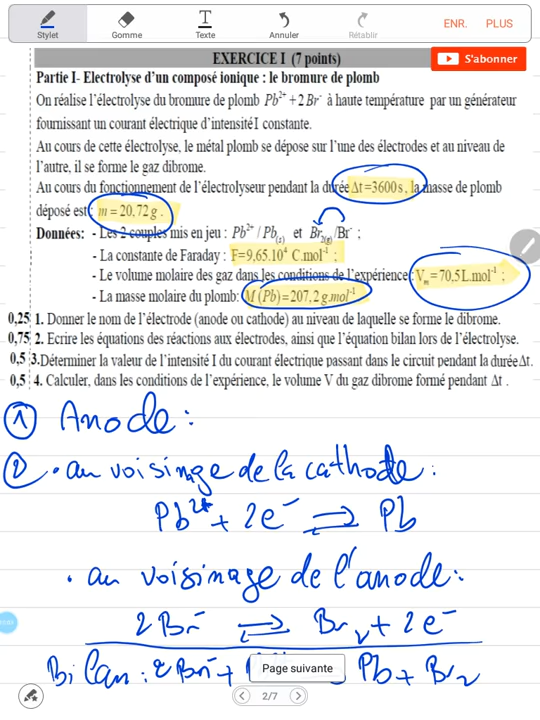 Stylet Gomme Texte Annuler Rétablir ENR. PLUS
EXERCICE I (7 points)
S'abonner
Partie I- Electrolyse d'un composé ionique : le bromure de plomb
On réalise l'électrolyse du bromure de plomb Pb²⁺ + 2Br⁻ à haute température par un générateur
fournissant un courant électrique d'intensité I constante.
Au cours de cette électrolyse, le métal plomb se dépose sur l'une des électrodes et au niveau de
l'autre, il se forme le gaz dibrome.
Au cours du fonctionnement de l'électrolyseur pendant la durée Δt=3600s, la masse de plomb
déposé est : m = 20,72 g .
Données: - Les 2 couples mis en jeu : Pb²⁺ / Pb(s) et Br2(g)/Br⁻ ;
- La constante de Faraday : F=9,65.10⁴ C.mol⁻¹ ;
- Le volume molaire des gaz dans les conditions de l'expérience: Vm=70,5L.mol⁻¹ ;
- La masse molaire du plomb: M(Pb)=207,2g.mol⁻¹
0,25 1. Donner le nom de l'électrode (anode ou cathode) au niveau de laquelle se forme le dibrome.
0,75 2. Ecrire les équations des réactions aux électrodes, ainsi que l'équation bilan lors de l'électrolyse.
0,5 3.Déterminer la valeur de l'intensité I du courant électrique passant dans le circuit pendant la durée Δt.
0,5 4. Calculer, dans les conditions de l'expérience, le volume V du gaz dibrome formé pendant Δt .
① Anode :
② • au voisinage de la cathode :
Pb²⁺ + 2e⁻ ⇌ Pb
• au voisinage de l'anode :
2Br⁻ ⇌ Br₂ + 2e⁻
Bilan : 2Br⁻ + Pb + Br₂
Page suivante
2/7